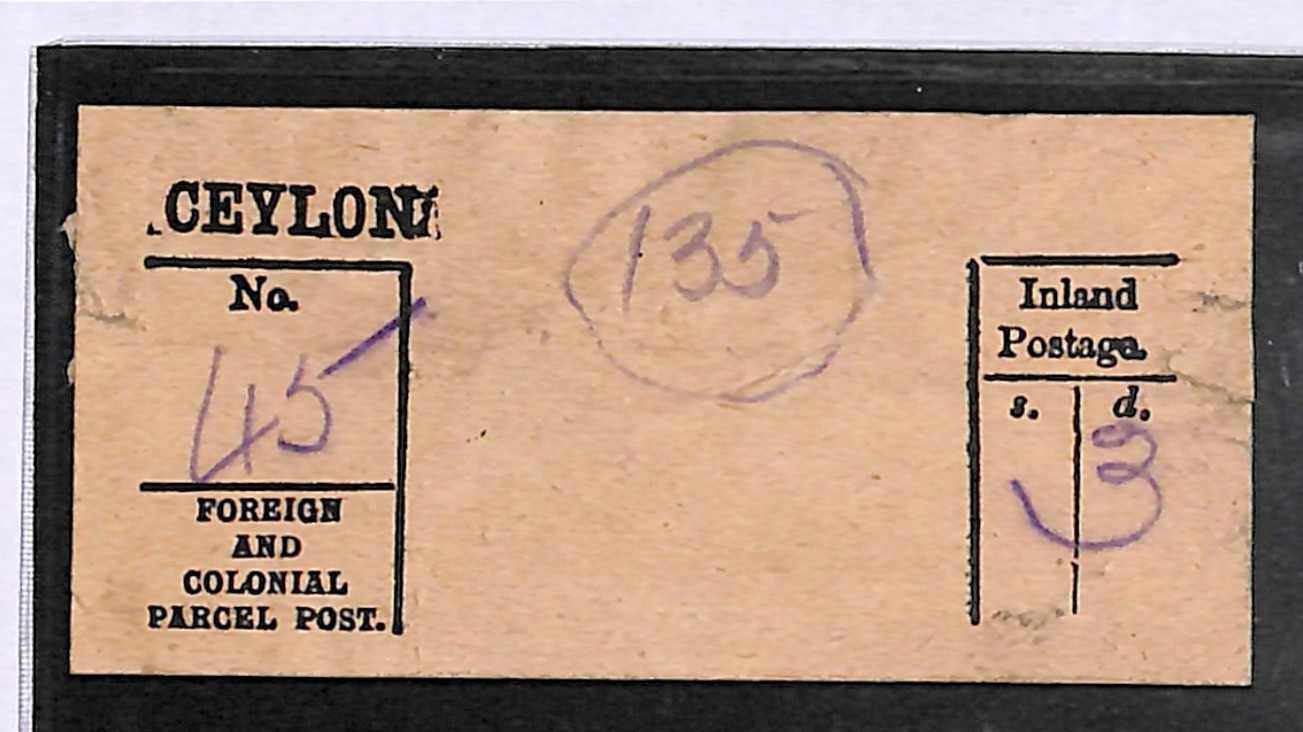 CEYLON
No.
45
FOREIGN
AND
COLONIAL
PARCEL POST.
135
Inland
Postage.
s. d.
3